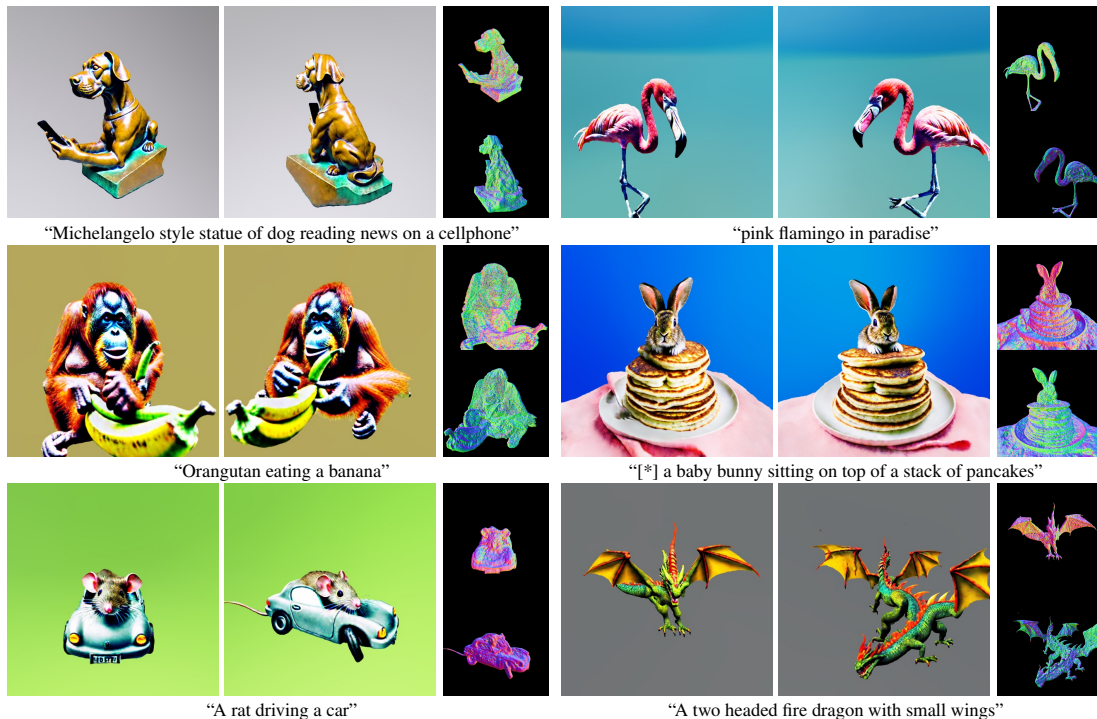 “Michelangelo style statue of dog reading news on a cellphone”
“pink flamingo in paradise”
“Orangutan eating a banana”
“[*] a baby bunny sitting on top of a stack of pancakes”
“A rat driving a car”
“A two headed fire dragon with small wings”